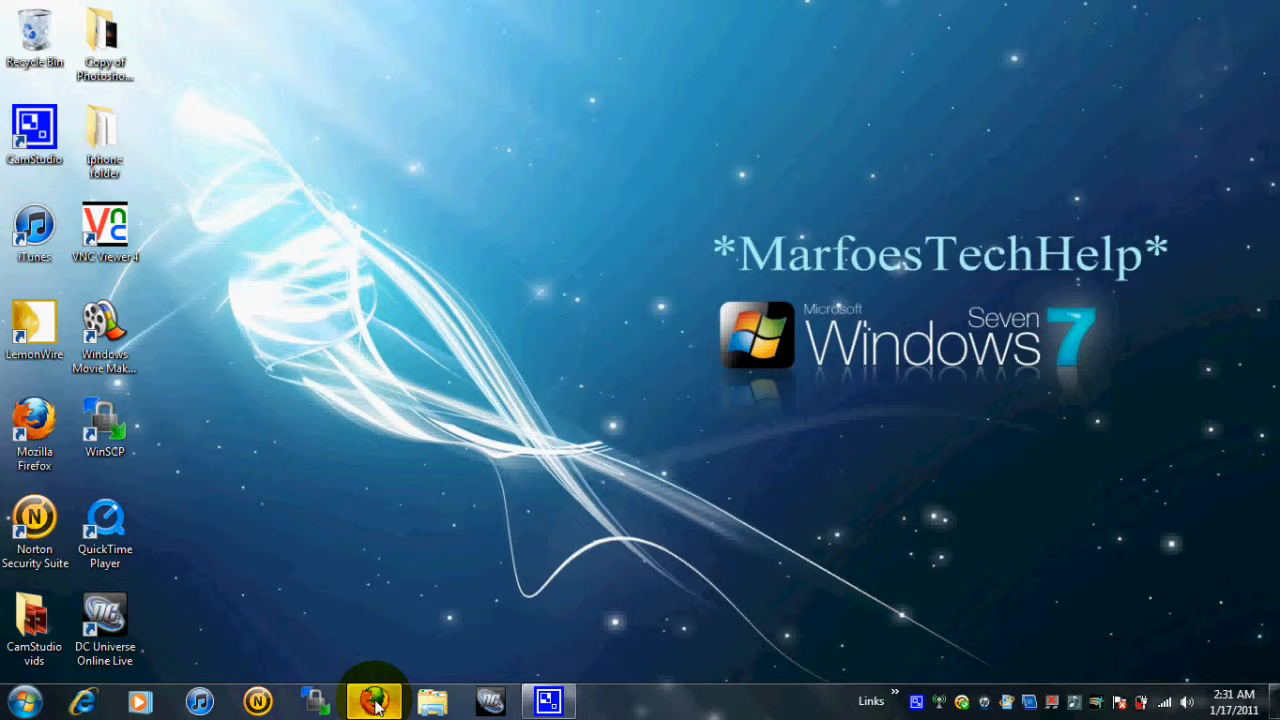 Recycle Bin
Copy of
Photosho...
CamStudio
Iphone
folder
iTunes
VNC Viewer 4
LemonWire
Windows
Movie Mak...
Mozilla
Firefox
WinSCP
Norton
Security Suite
QuickTime
Player
CamStudio
vids
DC Universe
Online Live
*MarfoesTechHelp*
Microsoft
Windows Seven 7
Links
2:31 AM
1/17/2011